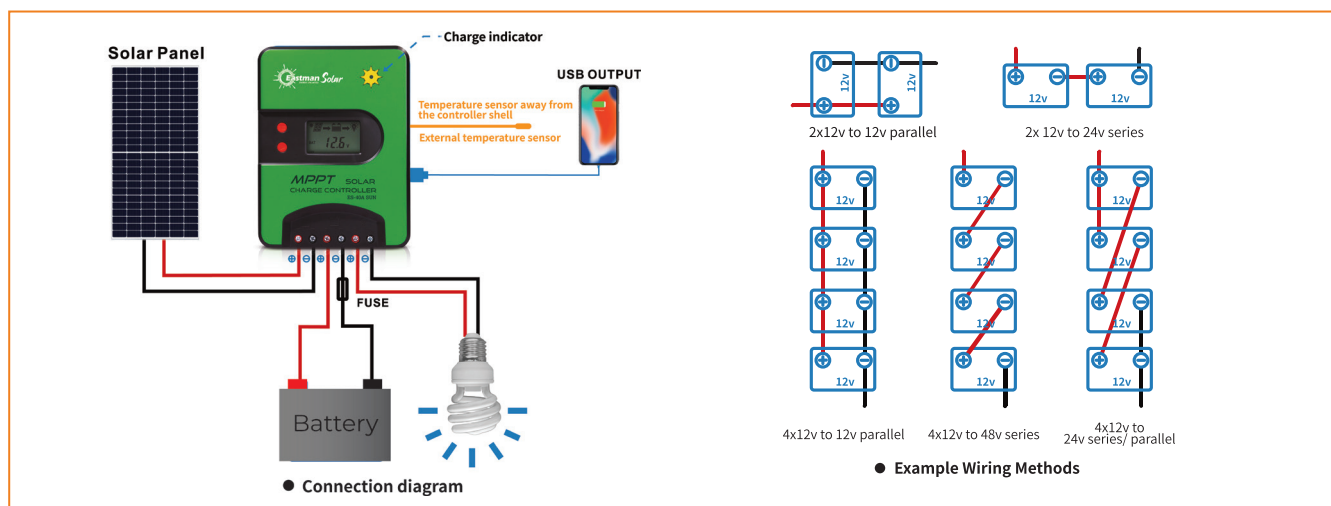 Solar Panel
Eastman Solar
Charge indicator
USB OUTPUT
Temperature sensor away from
the controller shell
External temperature sensor
12.6
MPPT SOLAR
CHARGE CONTROLLER
⊕ ⊖ ⊕ ⊖ ⊕ ⊖
FUSE
Battery
● Connection diagram
12v 12v
2x12v to 12v parallel
12v 12v
2x 12v to 24v series
12v 12v 12v
12v 12v 12v
12v 12v 12v
12v 12v 12v
4x12v to 12v parallel
4x12v to 48v series
4x12v to
24v series/ parallel
● Example Wiring Methods